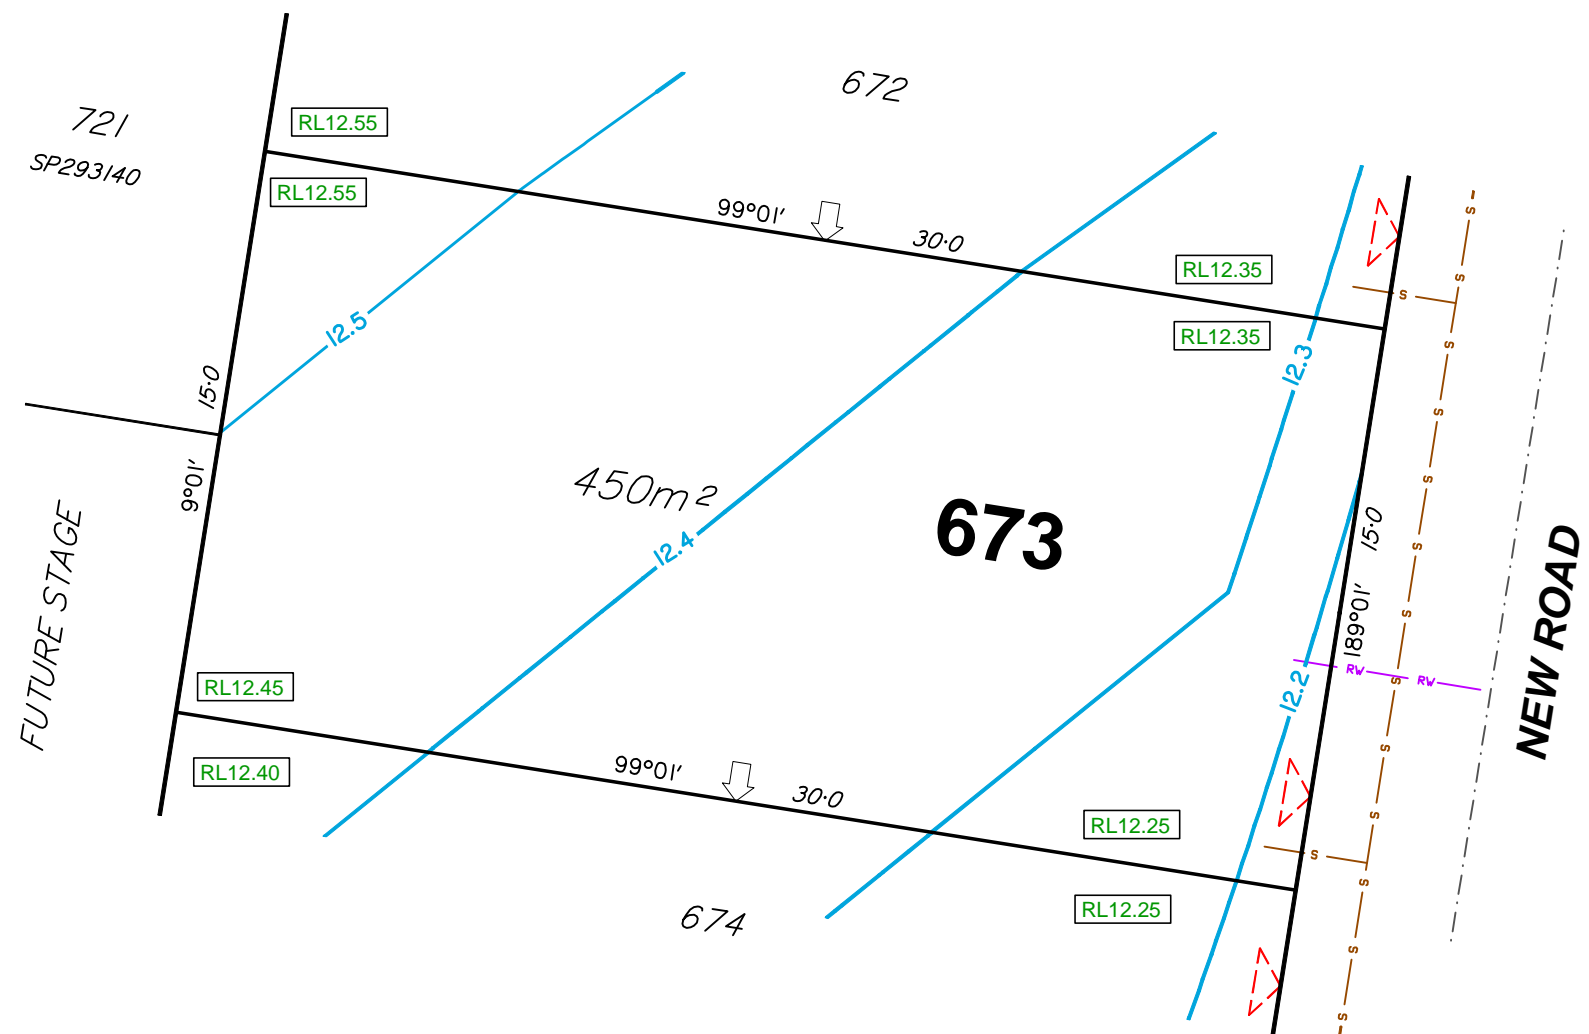 672
721
SP293140
RL12.55
RL12.55
99°01'
30·0
RL12.35
RL12.35
S
S
S
S
12.5
12.3
15·0
9°01'
450m²
12.4
673
S
S
S
S
15·0
189°01'
NEW ROAD
FUTURE STAGE
RW
RW
S
12.2
RL12.45
RL12.40
99°01'
30·0
S
S
RL12.25
RL12.25
S
S
674
S
S